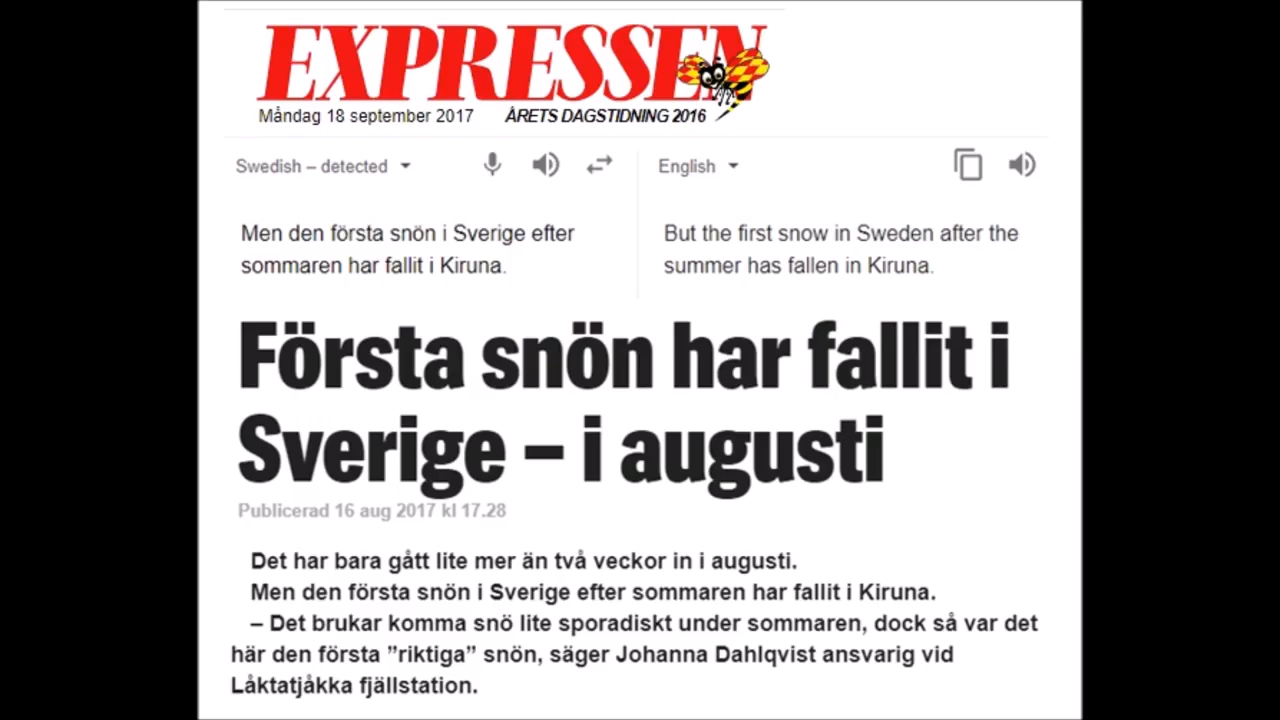 EXPRESSEN
Måndag 18 september 2017 ÅRETS DAGSTIDNING 2016
Swedish – detected English
Men den första snön i Sverige efter
sommaren har fallit i Kiruna.
But the first snow in Sweden after the
summer has fallen in Kiruna.
Första snön har fallit i
Sverige – i augusti
Publicerad 16 aug 2017 kl 17.28
Det har bara gått lite mer än två veckor in i augusti.
Men den första snön i Sverige efter sommaren har fallit i Kiruna.
– Det brukar komma snö lite sporadiskt under sommaren, dock så var det
här den första ”riktiga” snön, säger Johanna Dahlqvist ansvarig vid
Låktatjåkka fjällstation.